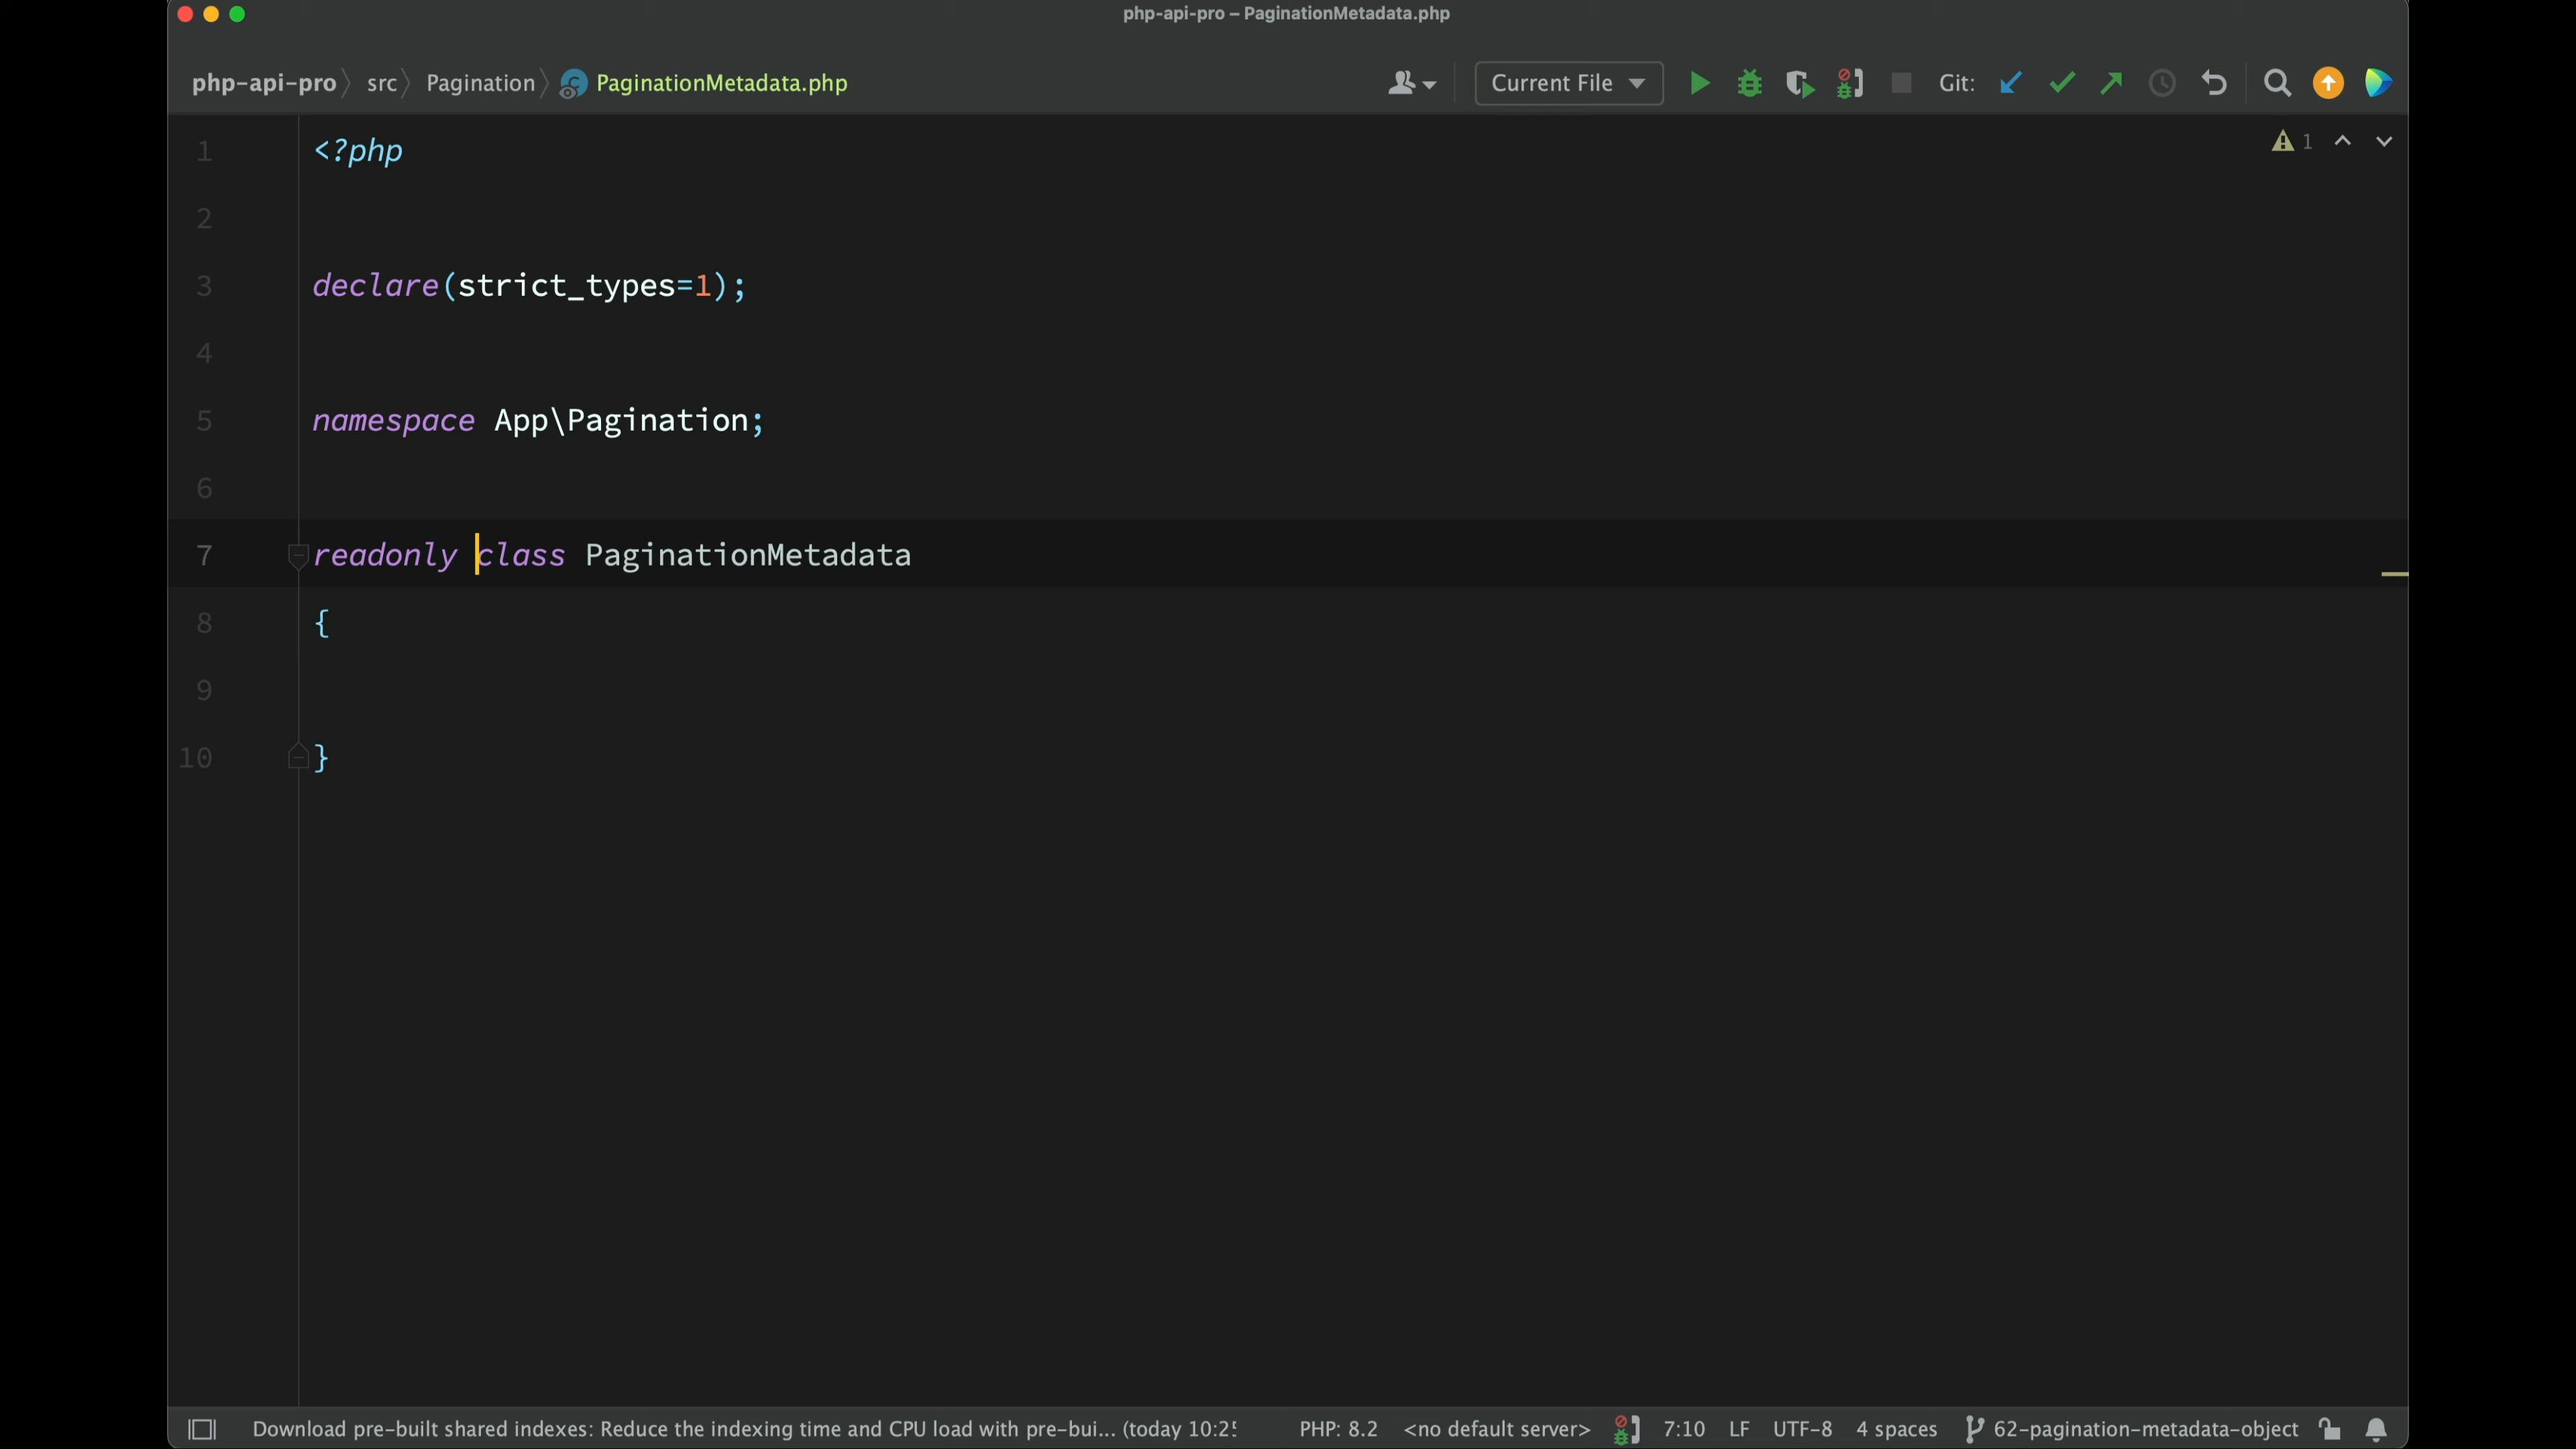 php-api-pro – PaginationMetadata.php
php-api-pro src Pagination PaginationMetadata.php Current File Git:
1 <?php 1
2
3 declare(strict_types=1);
4
5 namespace App\Pagination;
6
7 readonly class PaginationMetadata
8 {
9
10 }
Download pre-built shared indexes: Reduce the indexing time and CPU load with pre-bui... (today 10:25 PHP: 8.2 <no default server> 7:10 LF UTF-8 4 spaces 62-pagination-metadata-object